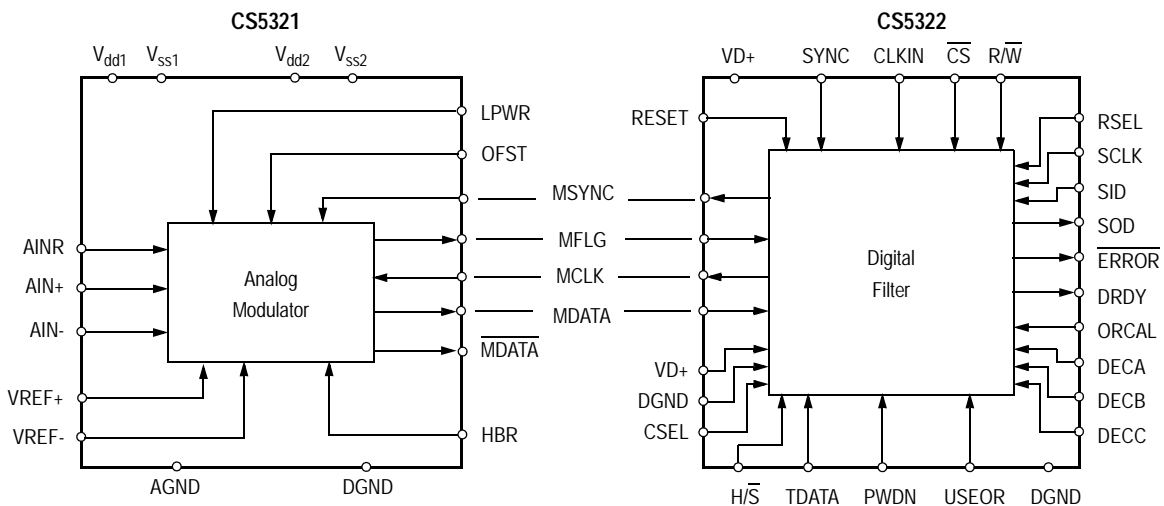 CS5321
CS5322
Vdd1
Vss1
Vdd2
Vss2
LPWR
OFST
AINR
AIN+
AIN-
VREF+
VREF-
Analog
Modulator
MSYNC
MFLG
MCLK
MDATA
MDATA
HBR
AGND
DGND
VD+
SYNC
CLKIN
CS
R/W
RESET
Digital
Filter
RSEL
SCLK
SID
SOD
ERROR
DRDY
ORCAL
DECA
DECB
DECC
VD+
DGND
CSEL
H/S
TDATA
PWDN
USEOR
DGND